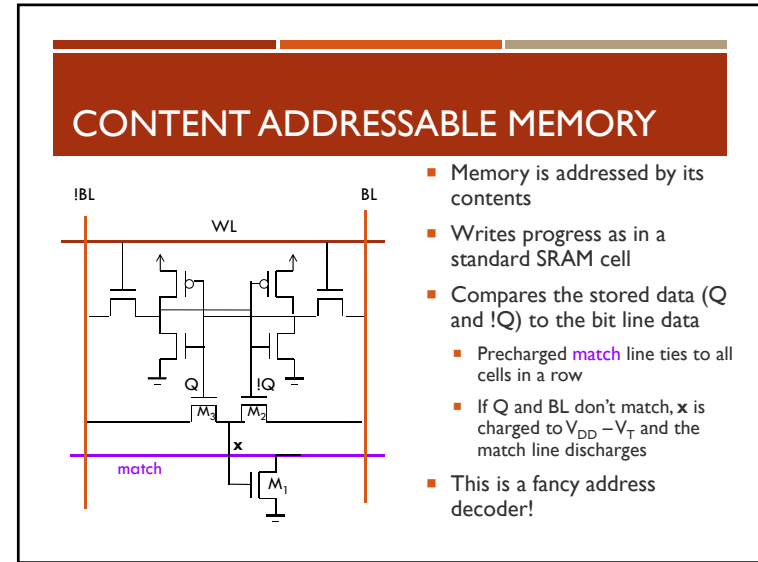 CONTENT ADDRESSABLE MEMORY
!BL
BL
WL
Q
!Q
M3
M2
x
match
M1
▪ Memory is addressed by its
contents
▪ Writes progress as in a
standard SRAM cell
▪ Compares the stored data (Q
and !Q) to the bit line data
▪ Precharged match line ties to all
cells in a row
▪ If Q and BL don't match, x is
charged to VDD – VT and the
match line discharges
▪ This is a fancy address
decoder!